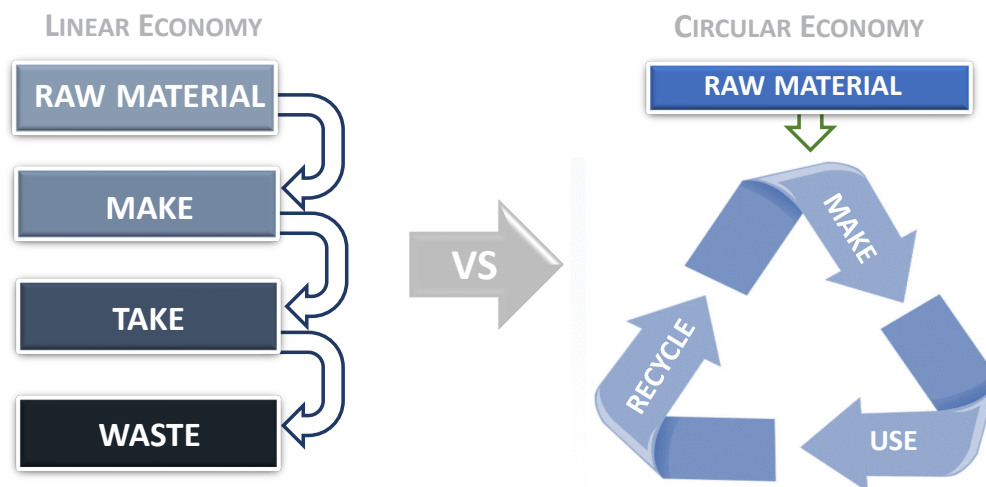 LINEAR ECONOMY
RAW MATERIAL
MAKE
TAKE
WASTE
VS
CIRCULAR ECONOMY
RAW MATERIAL
MAKE
USE
RECYCLE